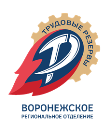 ТРУДОВЫЕ РЕЗЕРВЫ
ВОРОНЕЖСКОЕ
РЕГИОНАЛЬНОЕ ОТДЕЛЕНИЕ